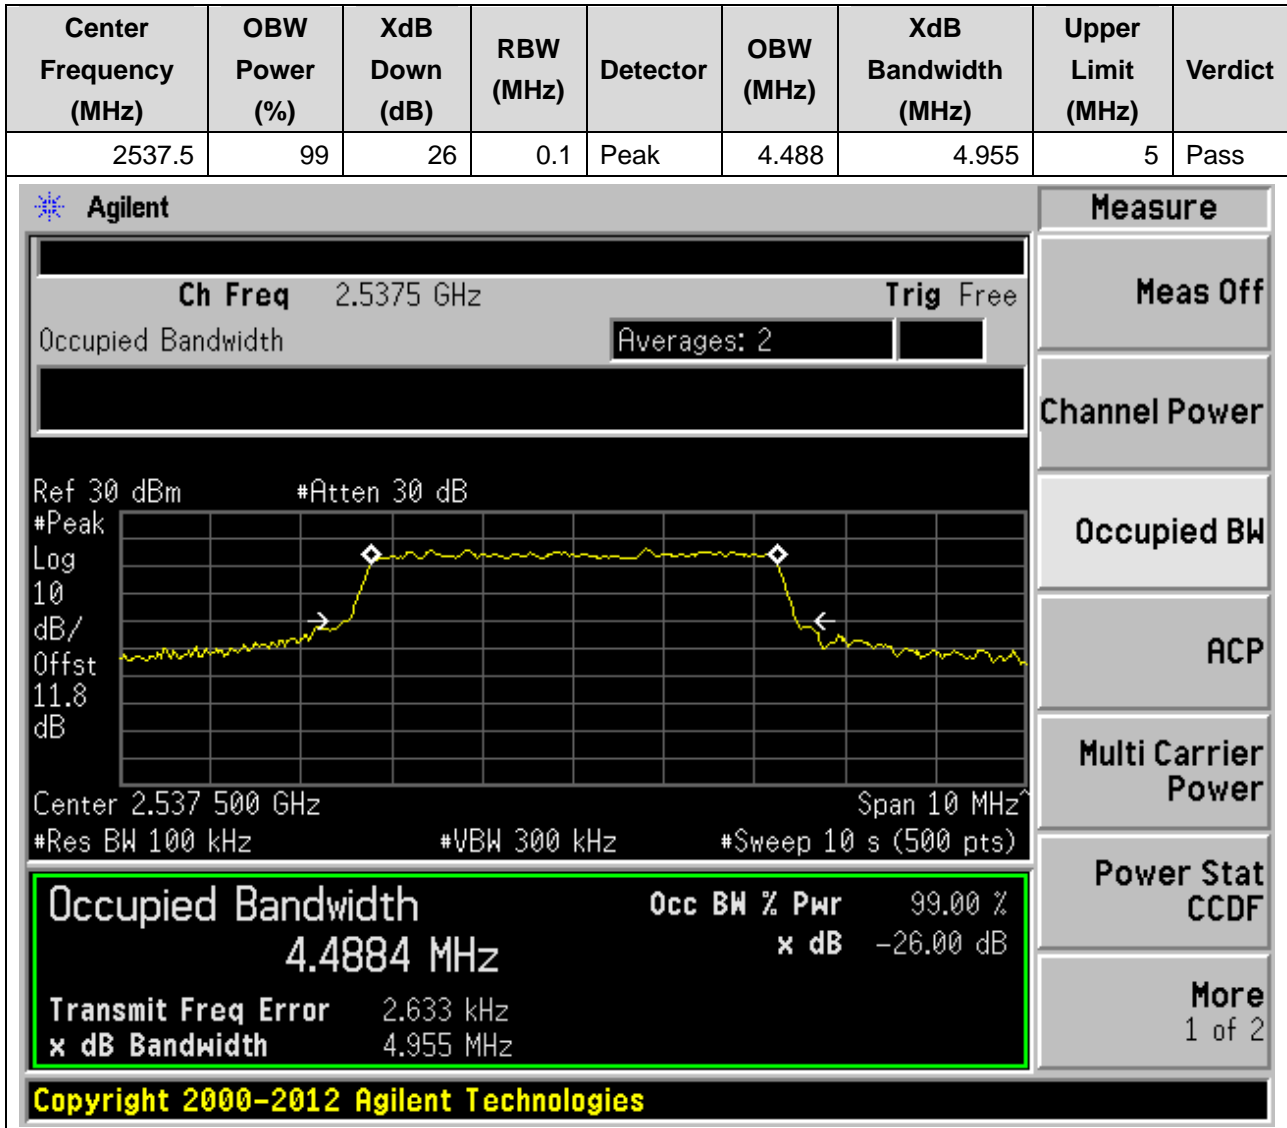 Center Frequency (MHz) OBW Power (%) XdB Down (dB) RBW (MHz) Detector OBW (MHz) XdB Bandwidth (MHz) Upper Limit (MHz) Verdict
2537.5 99 26 0.1 Peak 4.488 4.955 5 Pass
Agilent
Measure
Ch Freq 2.5375 GHz Trig Free
Occupied Bandwidth Averages: 2
Meas Off
Channel Power
Occupied BW
ACP
Multi Carrier
Power
Power Stat
CCDF
More
1 of 2
Ref 30 dBm #Atten 30 dB
#Peak
Log
10
dB/
Offst
11.8
dB
Center 2.537 500 GHz Span 10 MHz^
#Res BW 100 kHz #VBW 300 kHz #Sweep 10 s (500 pts)
Occupied Bandwidth Occ BW % Pwr 99.00 %
4.4884 MHz x dB -26.00 dB
Transmit Freq Error 2.633 kHz
x dB Bandwidth 4.955 MHz
Copyright 2000-2012 Agilent Technologies